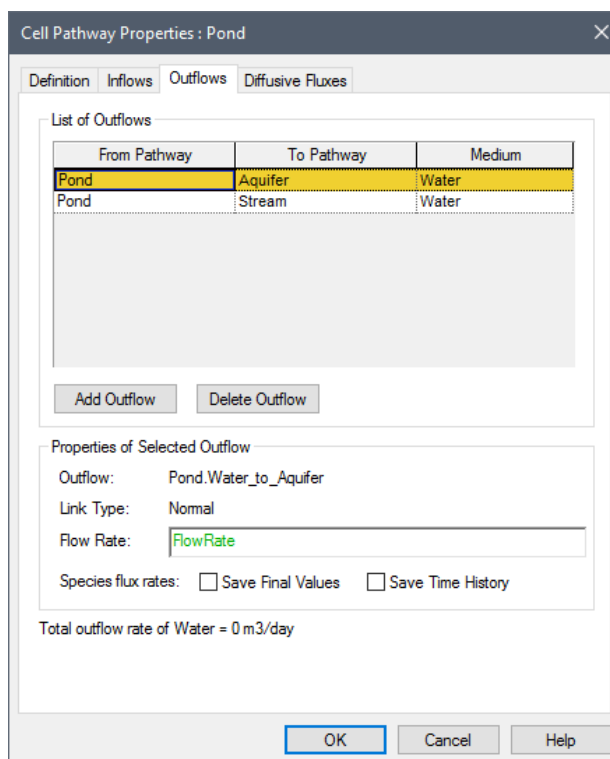 Cell Pathway Properties : Pond
Definition Inflows Outflows Diffusive Fluxes
List of Outflows
From Pathway To Pathway Medium
Pond Aquifer Water
Pond Stream Water
Add Outflow Delete Outflow
Properties of Selected Outflow
Outflow: Pond.Water_to_Aquifer
Link Type: Normal
Flow Rate: FlowRate
Species flux rates: Save Final Values Save Time History
Total outflow rate of Water = 0 m3/day
OK Cancel Help